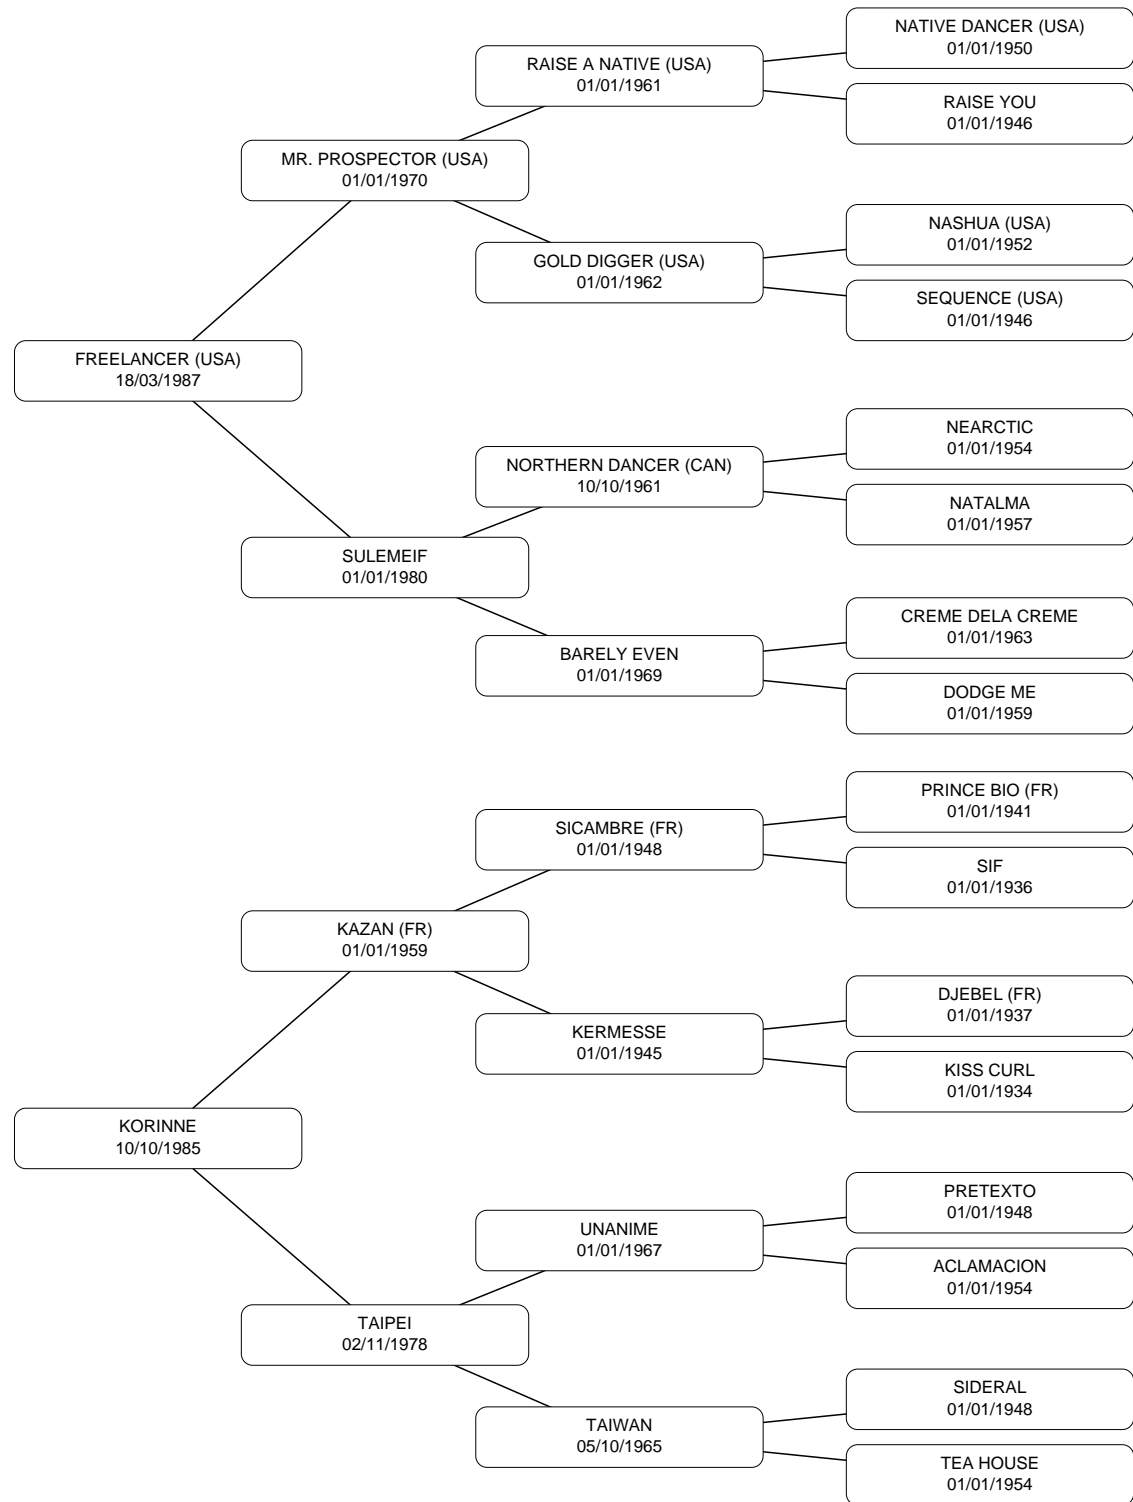 NATIVE DANCER (USA)
01/01/1950
RAISE A NATIVE (USA)
01/01/1961
RAISE YOU
01/01/1946
MR. PROSPECTOR (USA)
01/01/1970
NASHUA (USA)
01/01/1952
GOLD DIGGER (USA)
01/01/1962
SEQUENCE (USA)
01/01/1946
FREELANCER (USA)
18/03/1987
NEARCTIC
01/01/1954
NORTHERN DANCER (CAN)
10/10/1961
NATALMA
01/01/1957
SULEMEIF
01/01/1980
CREME DELA CREME
01/01/1963
BARELY EVEN
01/01/1969
DODGE ME
01/01/1959
PRINCE BIO (FR)
01/01/1941
SICAMBRE (FR)
01/01/1948
SIF
01/01/1936
KAZAN (FR)
01/01/1959
DJEBEL (FR)
01/01/1937
KERMESSE
01/01/1945
KISS CURL
01/01/1934
KORINNE
10/10/1985
PRETEXTO
01/01/1948
UNANIME
01/01/1967
ACLAMACION
01/01/1954
TAIPEI
02/11/1978
SIDERAL
01/01/1948
TAIWAN
05/10/1965
TEA HOUSE
01/01/1954